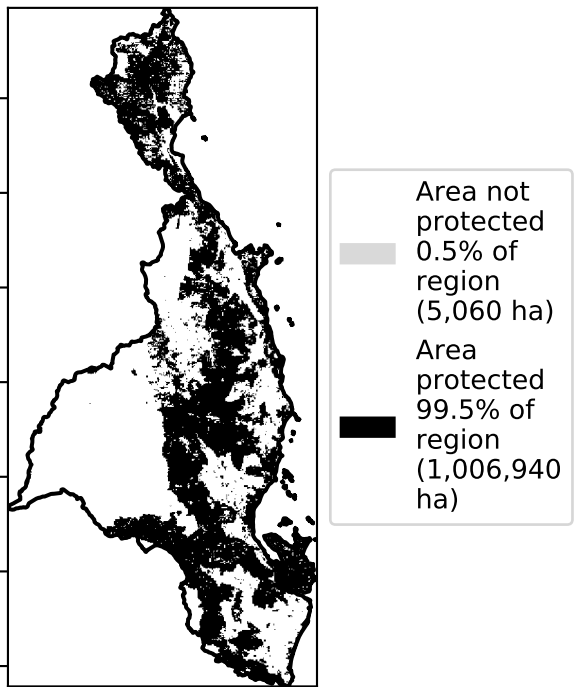 Area not
protected
0.5% of
region
(5,060 ha)
Area
protected
99.5% of
region
(1,006,940
ha)